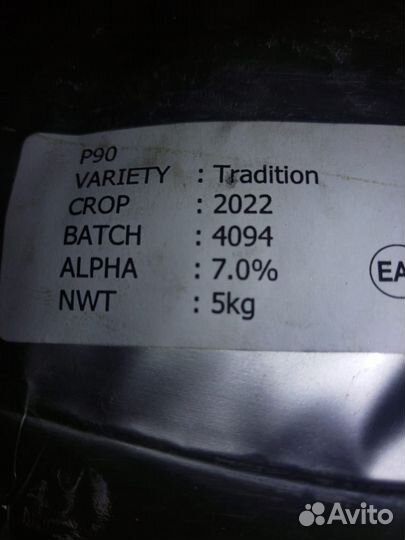 P90
VARIETY : Tradition
CROP : 2022
BATCH : 4094
ALPHA : 7.0%
NWT : 5kg
Avito